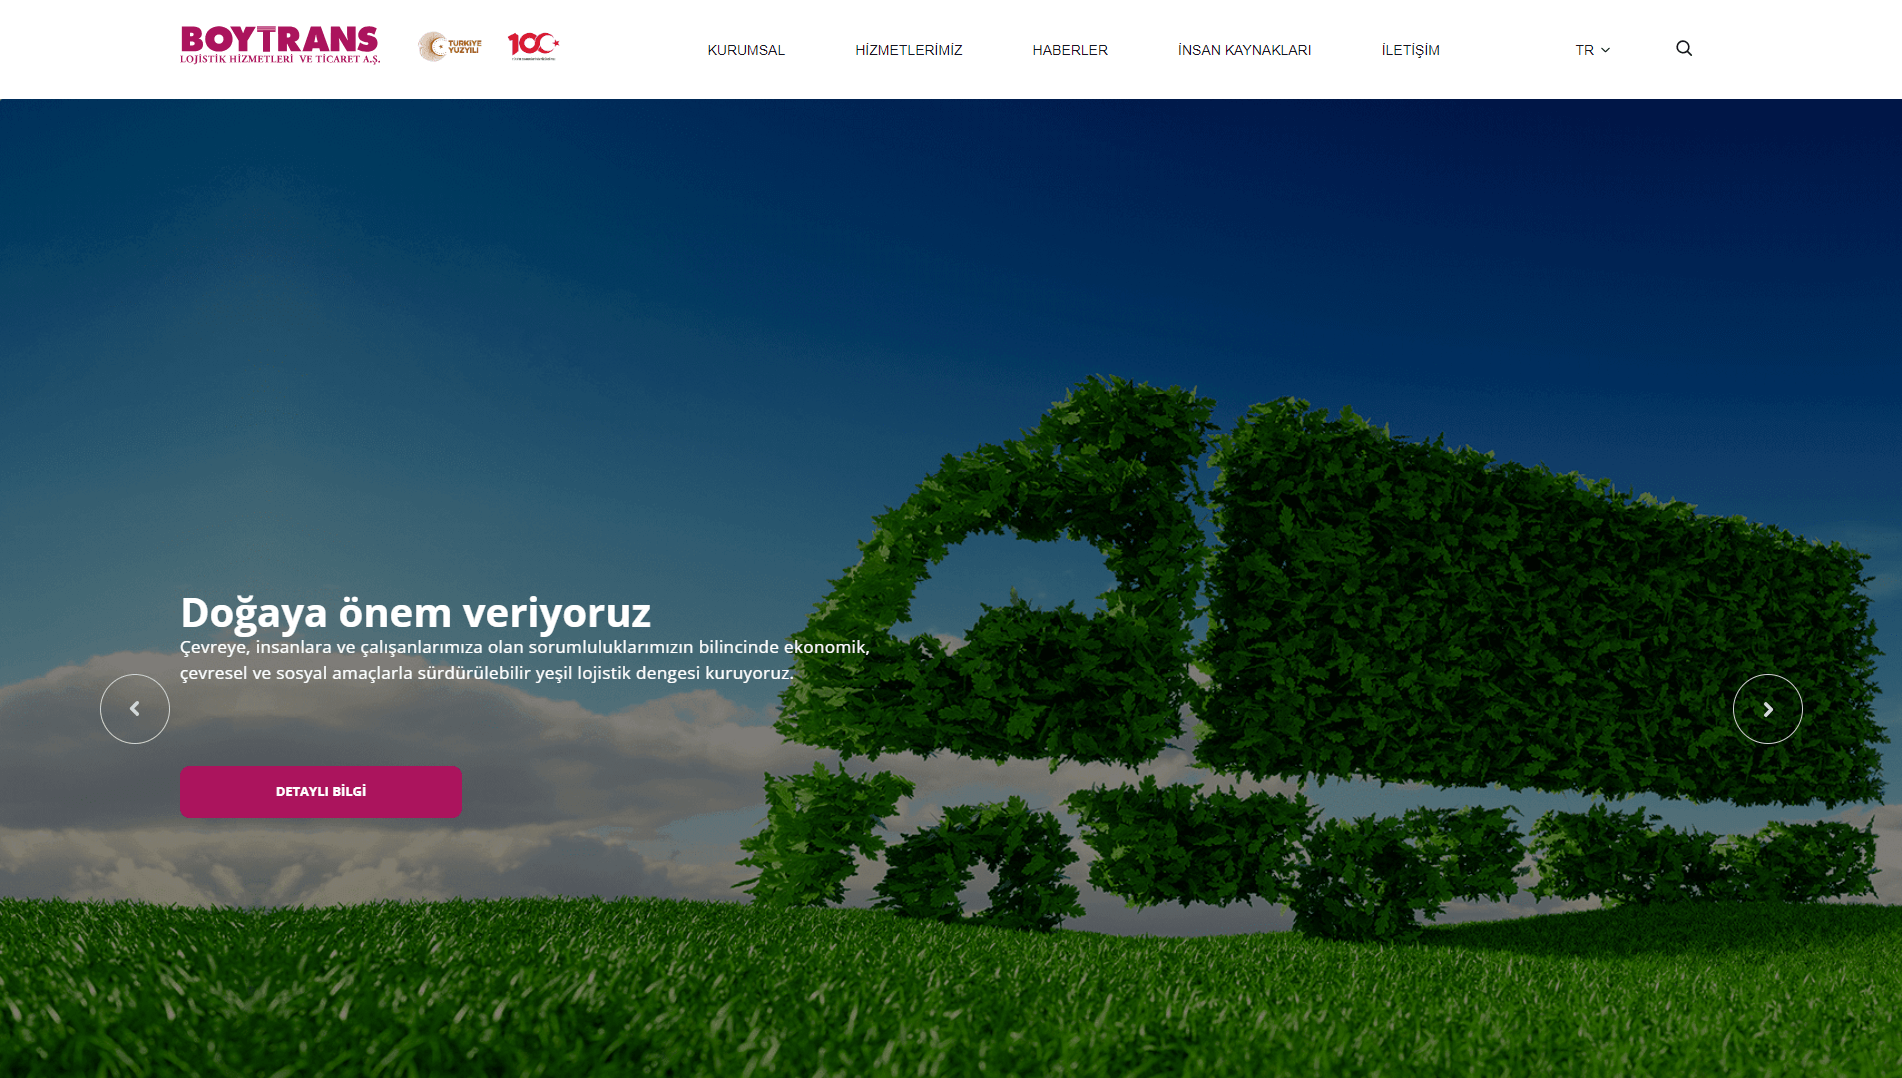 BOYTRANS
LOJİSTİK HİZMETLERİ VE TİCARET A.Ş.
TÜRKİYE
YÜZYILI
100
KURUMSAL
HİZMETLERİMİZ
HABERLER
İNSAN KAYNAKLARI
İLETİŞİM
TR
Doğaya önem veriyoruz
Çevreye, insanlara ve çalışanlarımıza olan sorumluluklarımızın bilincinde ekonomik,
çevresel ve sosyal amaçlarla sürdürülebilir yeşil lojistik dengesi kuruyoruz.
DETAYLI BİLGİ